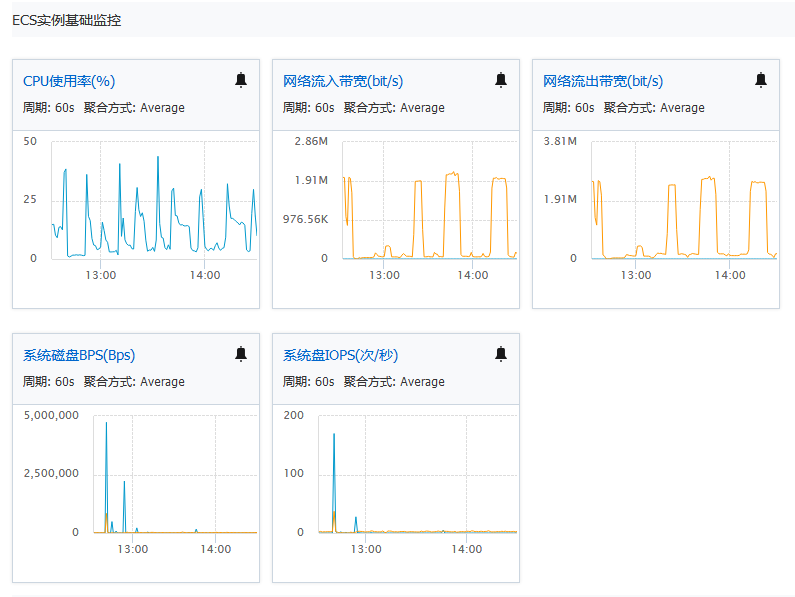 ECS实例基础监控
CPU使用率(%)
周期: 60s 聚合方式: Average
50
25
0
13:00
14:00
网络流入带宽(bit/s)
周期: 60s 聚合方式: Average
2.86M
1.91M
976.56K
0
13:00
14:00
网络流出带宽(bit/s)
周期: 60s 聚合方式: Average
3.81M
1.91M
0
13:00
14:00
系统磁盘BPS(Bps)
周期: 60s 聚合方式: Average
5,000,000
2,500,000
0
13:00
14:00
系统盘IOPS(次/秒)
周期: 60s 聚合方式: Average
200
100
0
13:00
14:00